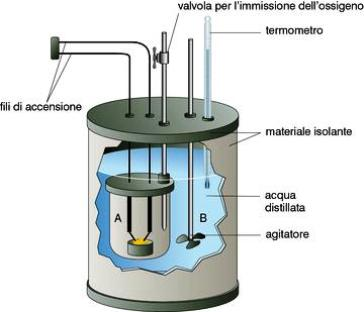 valvola per l'immissione dell'ossigeno
termometro
fili di accensione
materiale isolante
acqua
distillata
A
B
agitatore